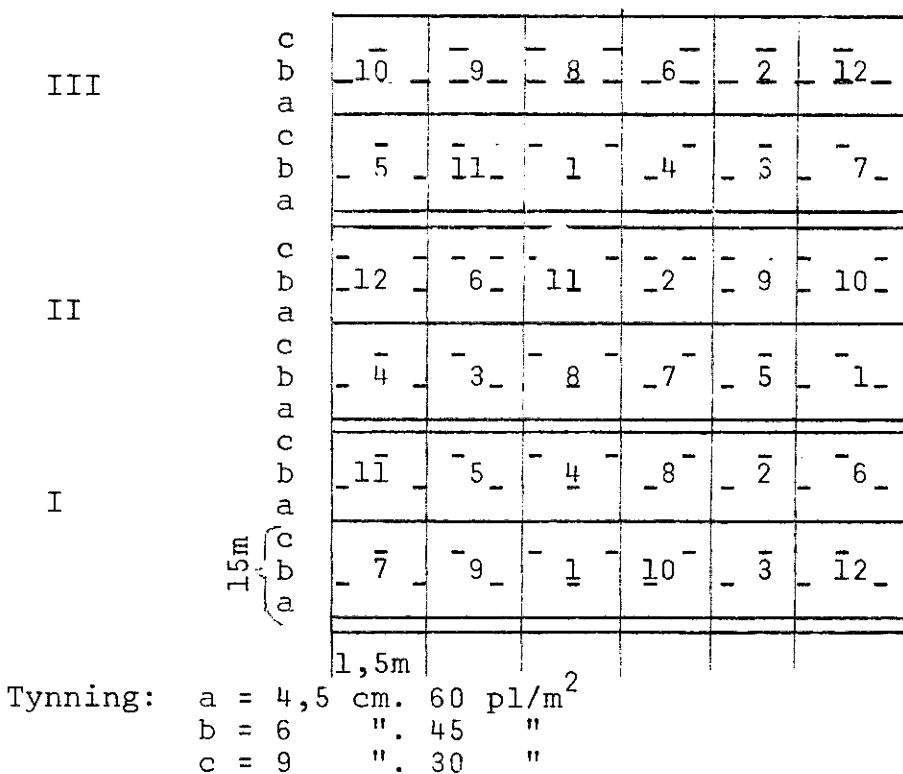 c
III b 10 9 8 6 2 12
a
c
b 5 11 1 4 3 7
a
c
b 12 6 11 2 9 10
II a
c
b 4 3 8 7 5 1
a
c
b 11 5 4 8 2 6
I a
c
15m b 7 9 1 10 3 12
a
1,5m
Tynning: a = 4,5 cm. 60 pl/m²
b = 6 ". 45 "
c = 9 ". 30 "